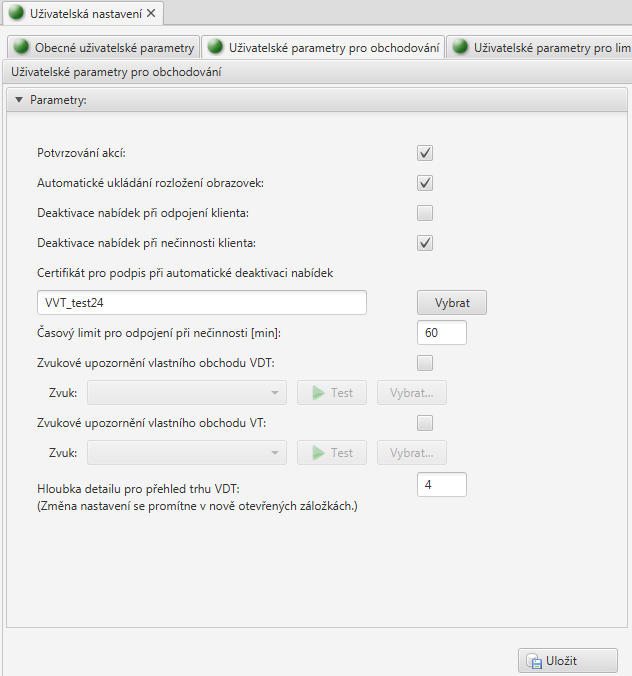 Uživatelská nastavení
Obecné uživatelské parametry
Uživatelské parametry pro obchodování
Uživatelské parametry pro lim
Uživatelské parametry pro obchodování
Parametry:
Potvrzování akcí:
Automatické ukládání rozložení obrazovek:
Deaktivace nabídek při odpojení klienta:
Deaktivace nabídek při nečinnosti klienta:
Certifikát pro podpis při automatické deaktivaci nabídek
VVT_test24 Vybrat
Časový limit pro odpojení při nečinnosti [min]: 60
Zvukové upozornění vlastního obchodu VDT:
Zvuk: Test Vybrat...
Zvukové upozornění vlastního obchodu VT:
Zvuk: Test Vybrat...
Hloubka detailu pro přehled trhu VDT: 4
(Změna nastavení se promítne v nově otevřených záložkách.)
Uložit